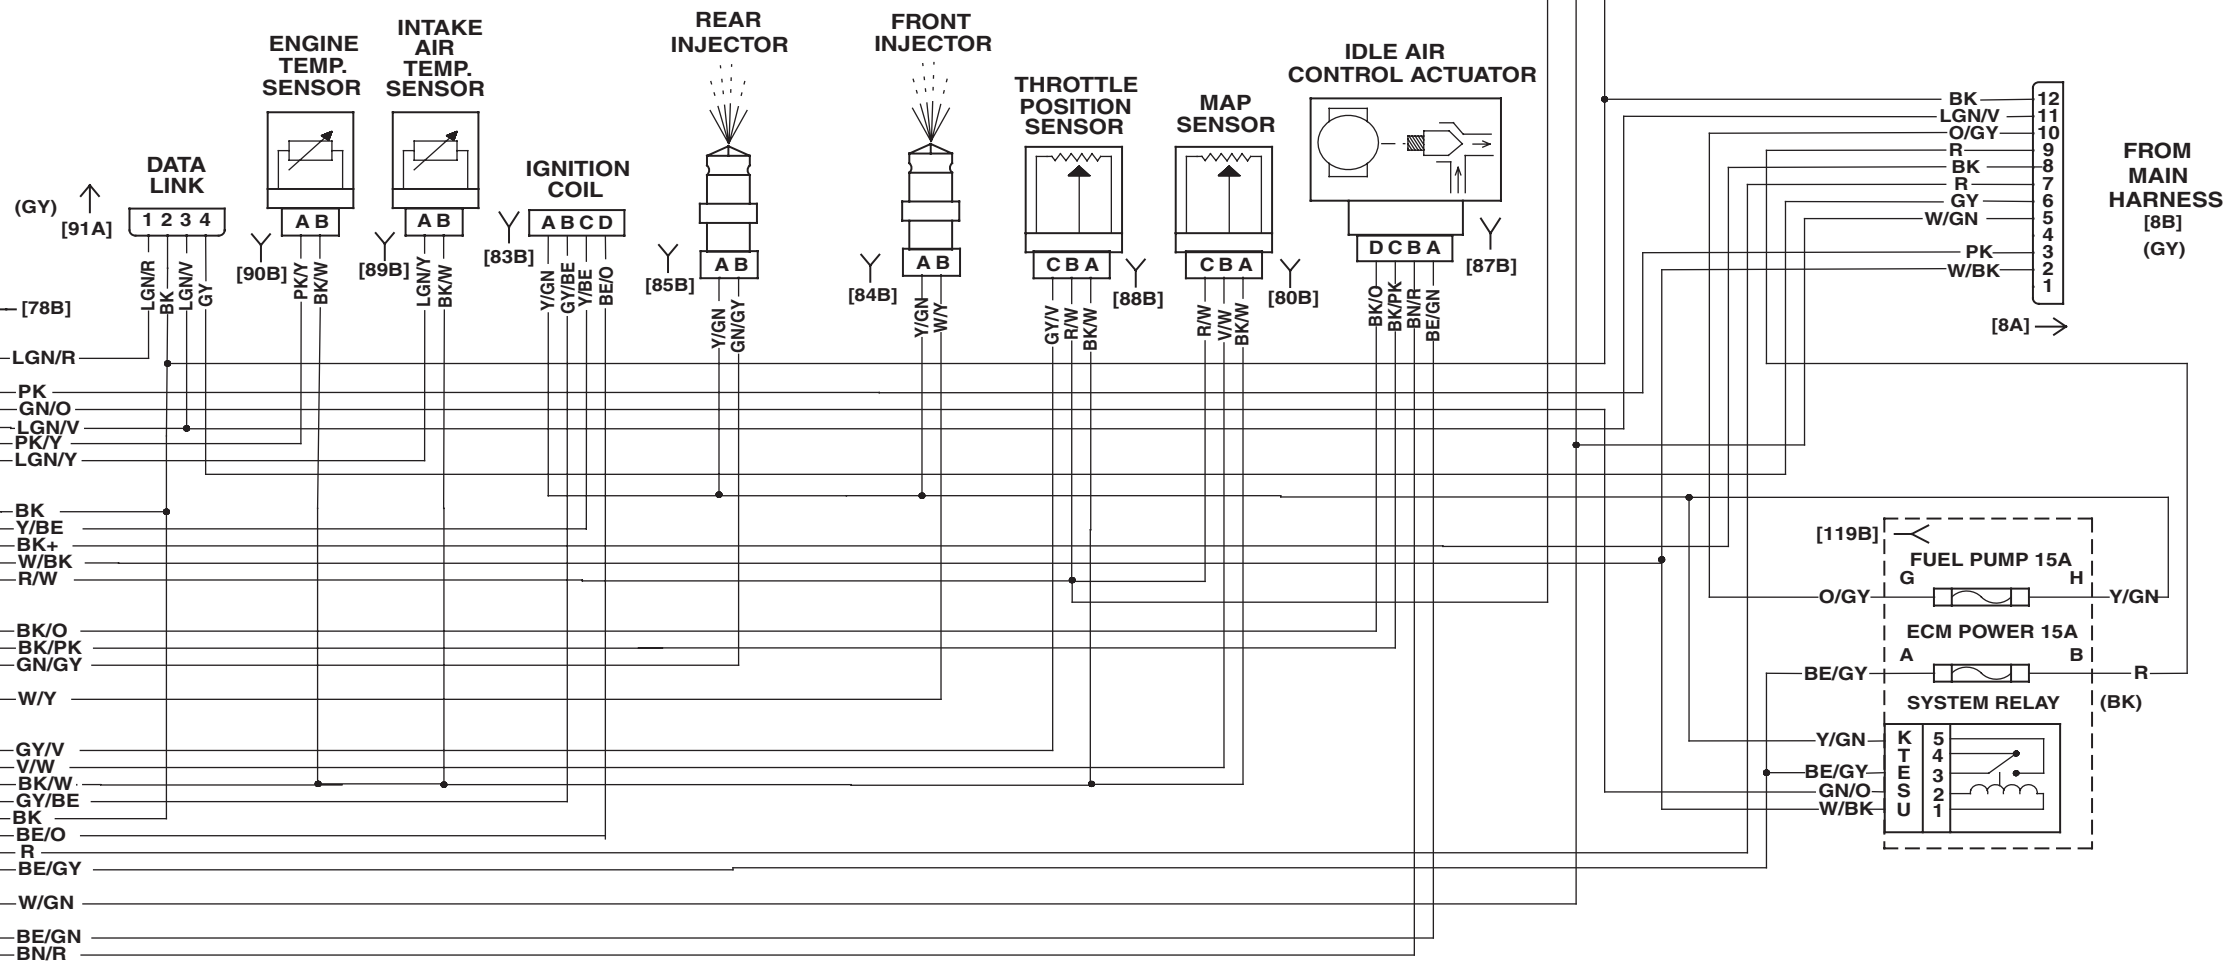 REAR
INJECTOR
FRONT
INJECTOR
INTAKE
AIR
TEMP.
SENSOR
ENGINE
TEMP.
SENSOR
IDLE AIR
CONTROL ACTUATOR
THROTTLE
POSITION
SENSOR
MAP
SENSOR
DATA
LINK
IGNITION
COIL
(GY)
[91A]
1 2 3 4
A B
[90B]
A B
[89B]
[83B]
A B C D
[85B]
A B
[84B]
A B
C B A
[88B]
C B A
[80B]
D C B A
[87B]
BK 12
LGN/V 11
O/GY 10
R 9
BK 8
R 7
GY 6
W/GN 5
4
PK 3
W/BK 2
1
FROM
MAIN
HARNESS
[8B]
(GY)
[8A]
[78B]
LGN/R
BK
LGN/V
GY
PK/Y
BK/W
LGN/Y
BK/W
Y/GN
GY/BE
Y/BE
BE/O
Y/GN
GN/GY
Y/GN
W/Y
GY/V
R/W
BK/W
R/W
V/W
BK/W
BK/O
BK/PK
BN/R
BE/GN
LGN/R
PK
GN/O
LGN/V
PK/Y
LGN/Y
BK
Y/BE
BK+
W/BK
R/W
BK/O
BK/PK
GN/GY
W/Y
GY/V
V/W
BK/W
GY/BE
BK
BE/O
R
BE/GY
W/GN
BE/GN
BN/R
[119B]
FUEL PUMP 15A
G H
O/GY Y/GN
ECM POWER 15A
A B
BE/GY R
SYSTEM RELAY (BK)
Y/GN K 5
T 4
BE/GY E 3
GN/O S 2
W/BK U 1